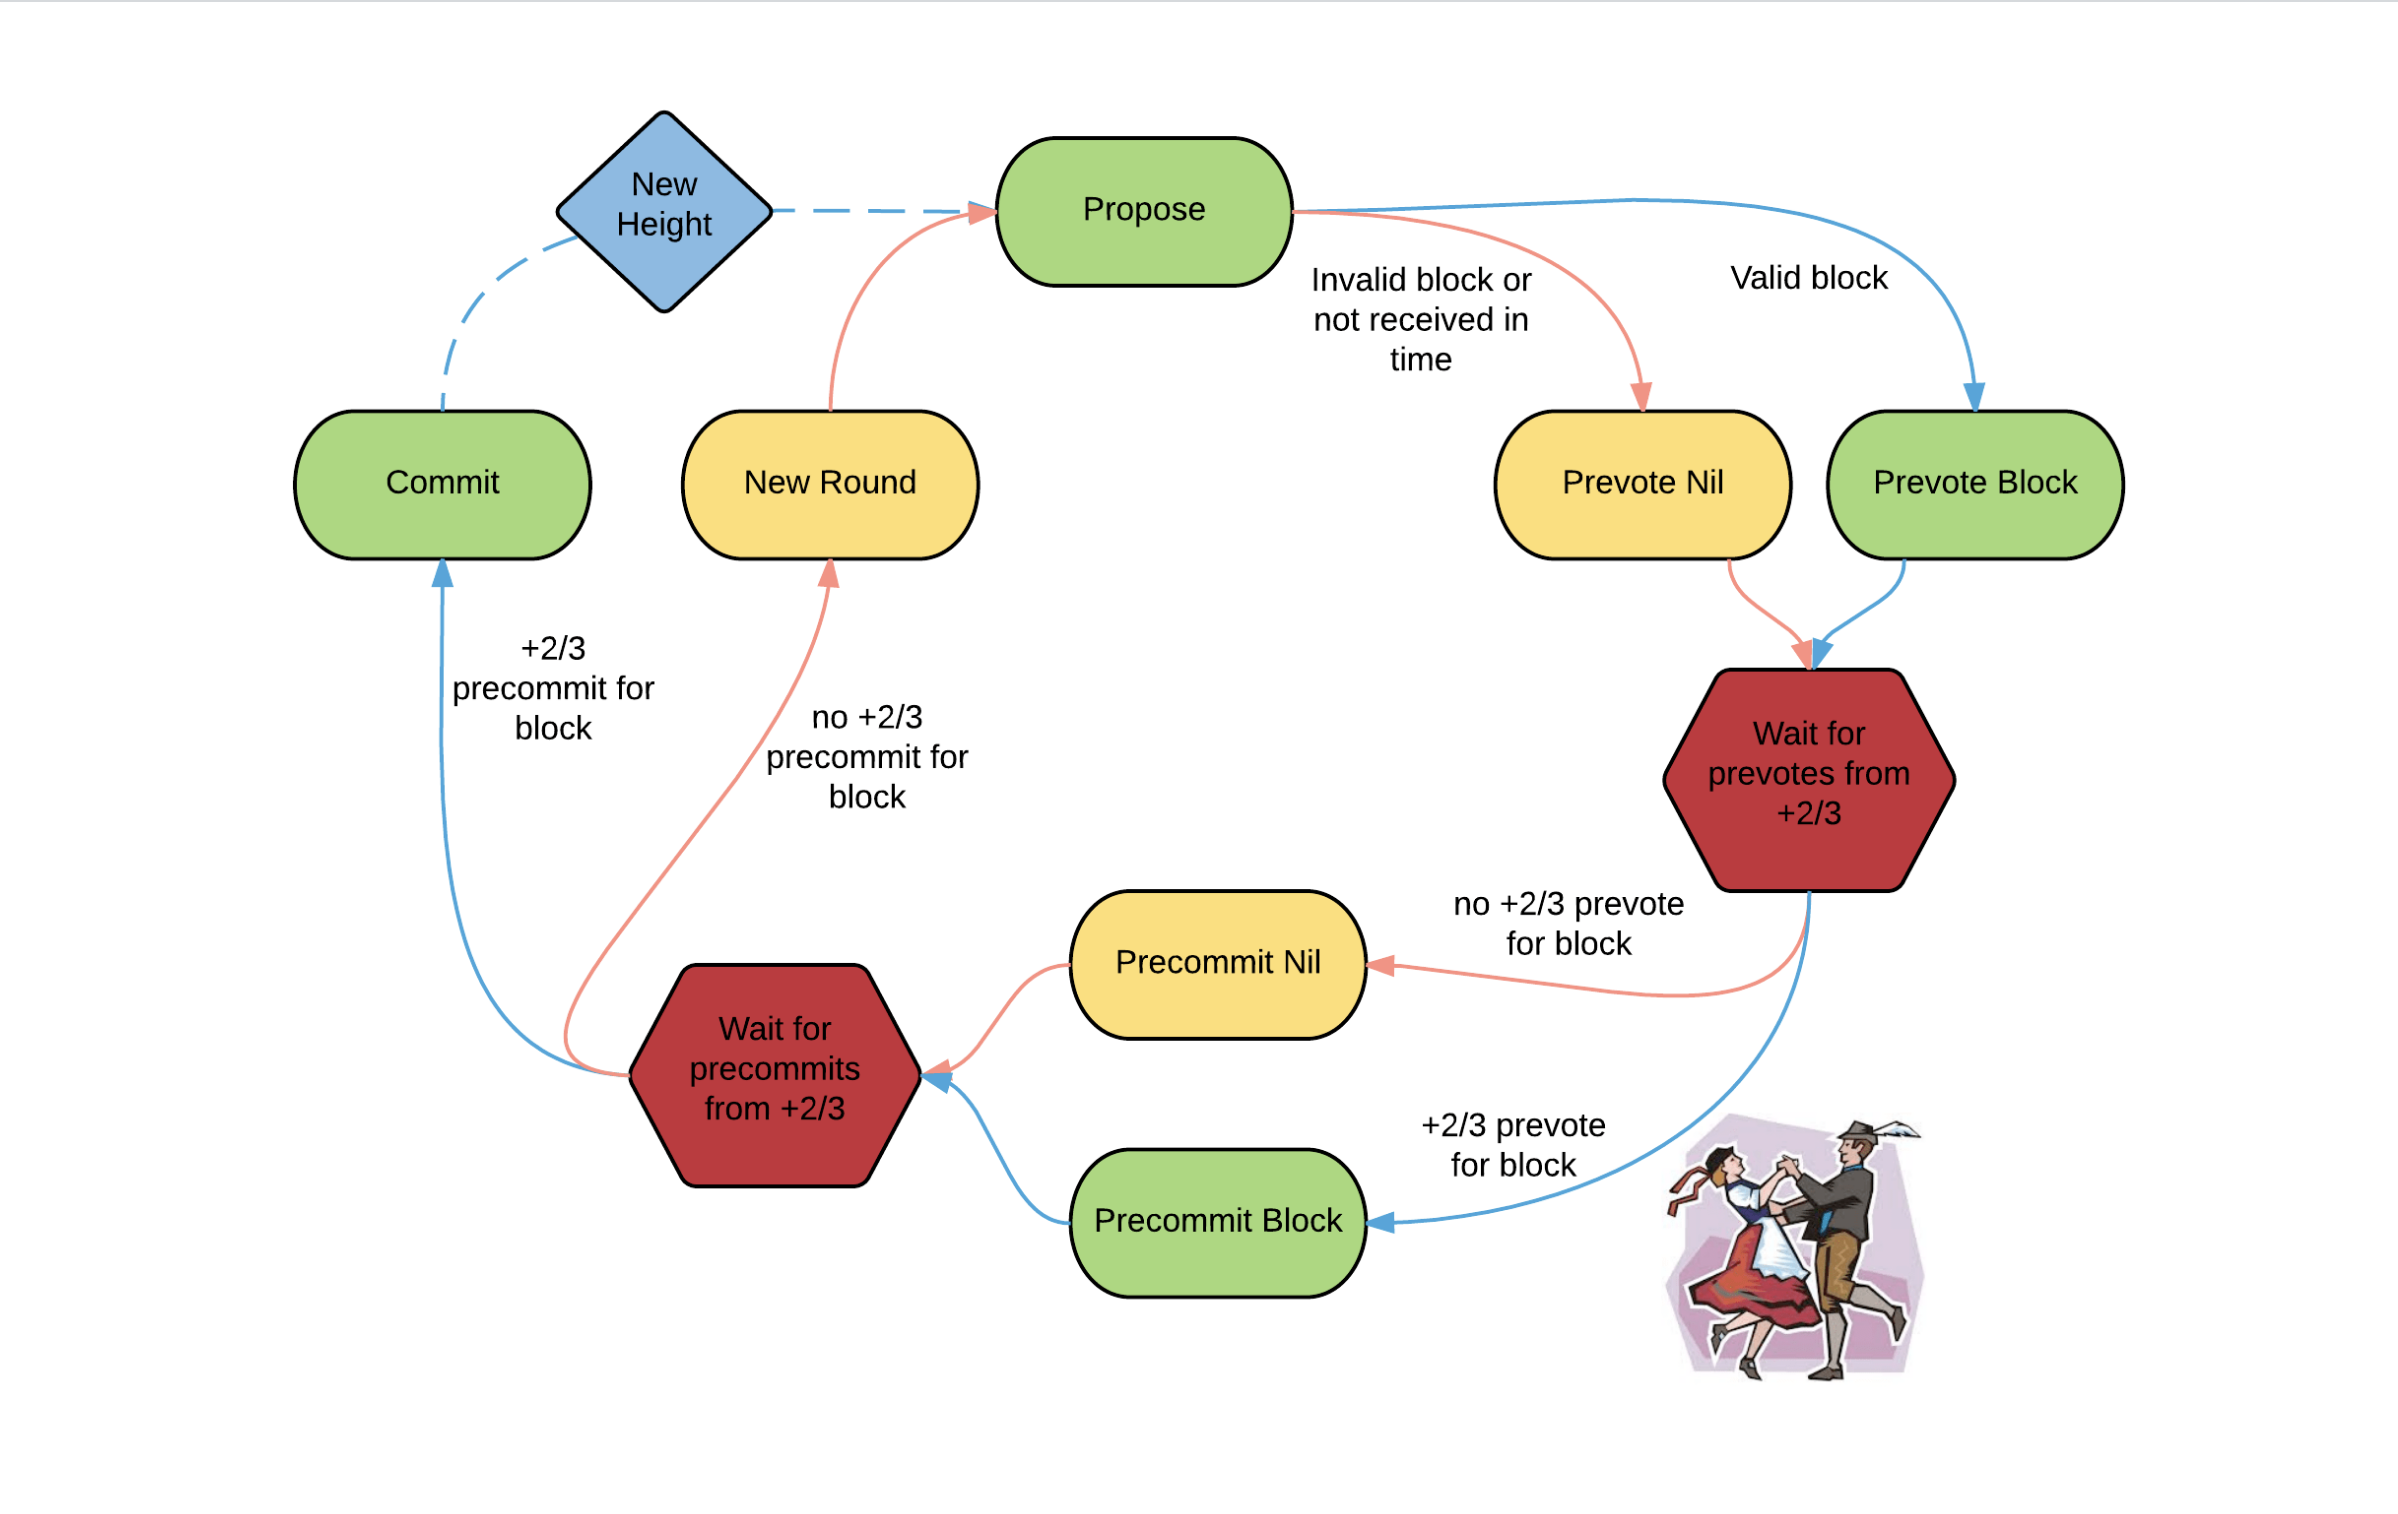 New
Height
Propose
Invalid block or
not received in
time
Valid block
Commit
New Round
Prevote Nil
Prevote Block
+2/3
precommit for
block
no +2/3
precommit for
block
Wait for
prevotes from
+2/3
no +2/3 prevote
for block
Precommit Nil
Wait for
precommits
from +2/3
+2/3 prevote
for block
Precommit Block